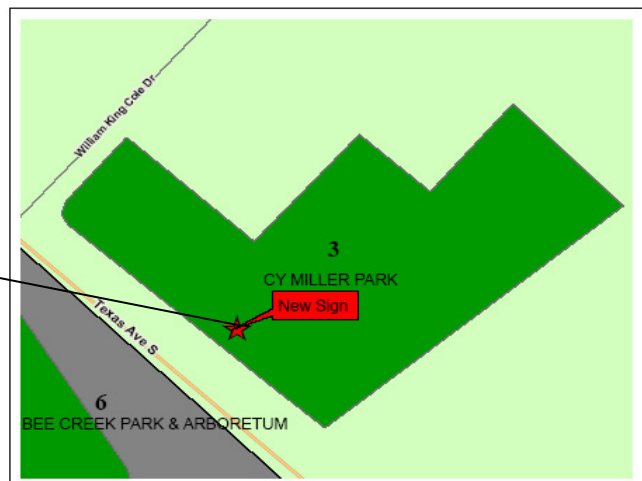 William King Cole Dr
3
CY MILLER PARK
New Sign
Texas Ave S
6
BEE CREEK PARK & ARBORETUM